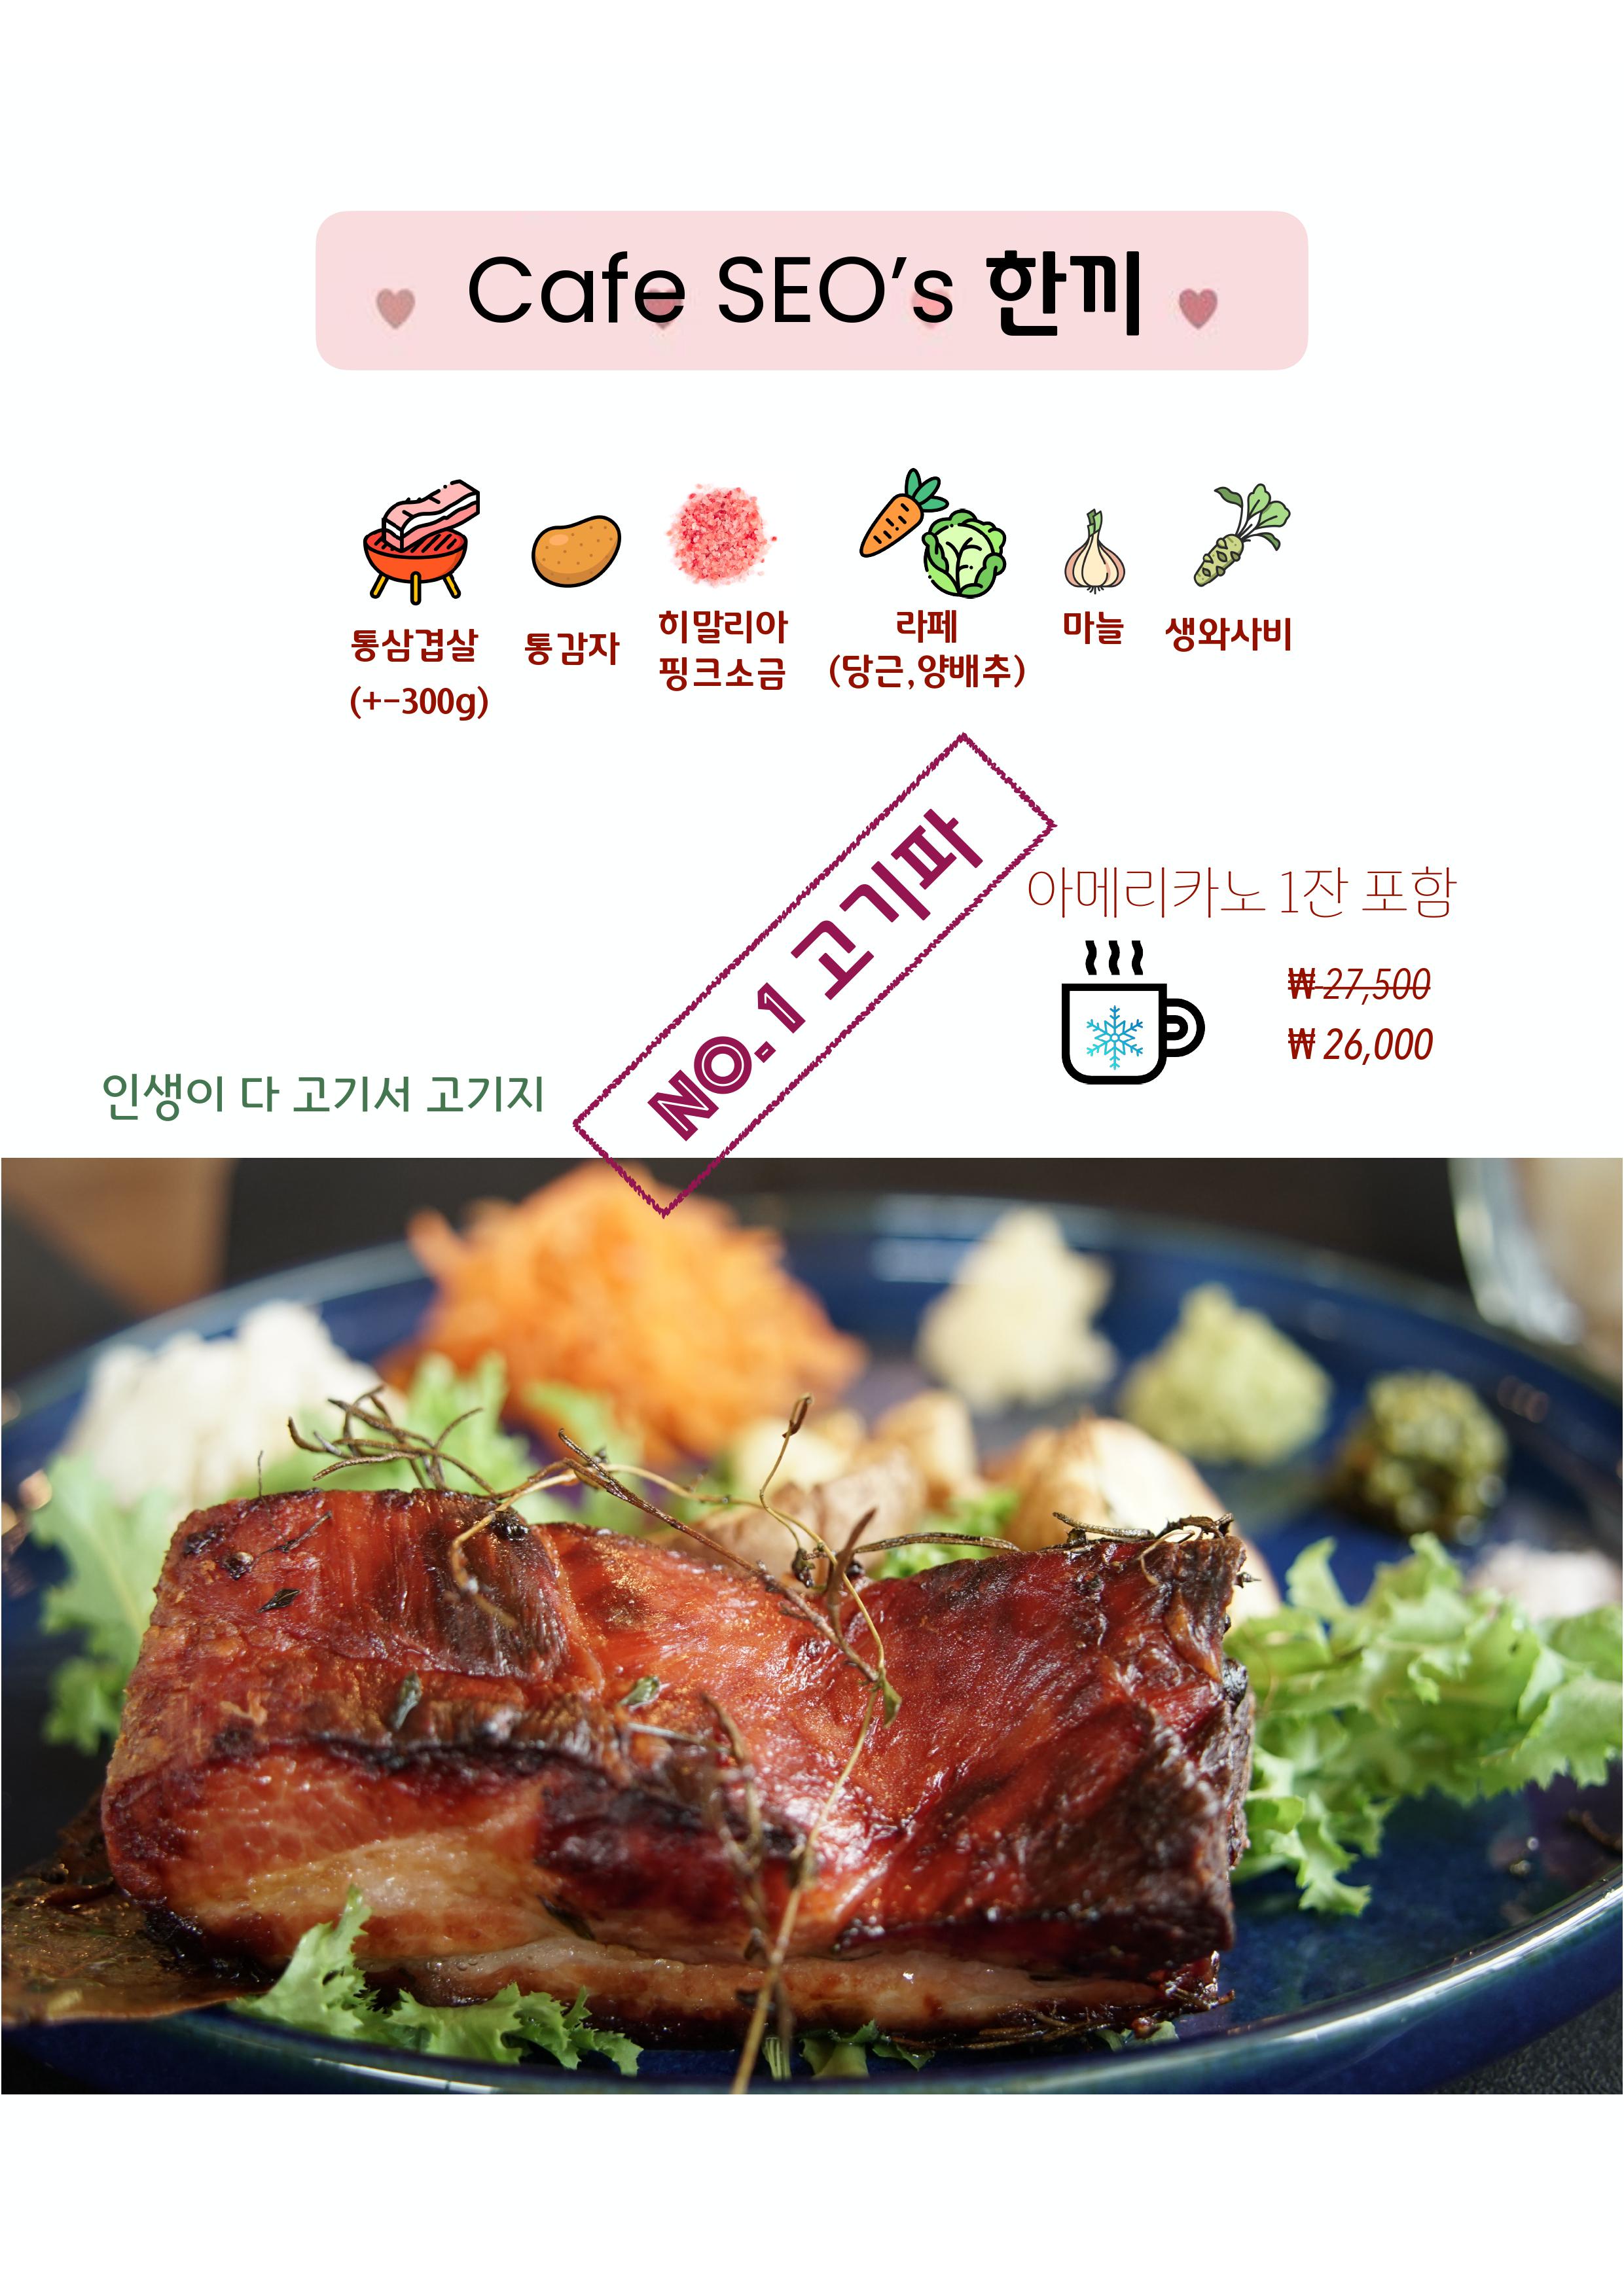 Cafe SEO’s 한끼
통삼겹살
(+-300g)
통감자
히말리아
핑크소금
라페
(당근,양배추)
마늘
생와사비
NO.1 고기파
아메리카노 1잔 포함
₩ 27,500
₩ 26,000
인생이 다 고기서 고기지